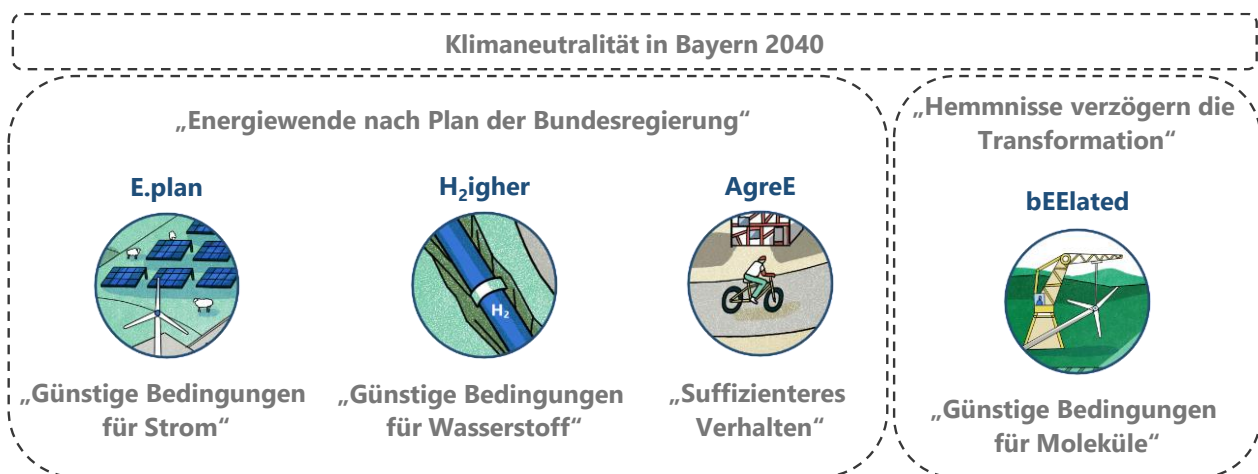 Klimaneutralität in Bayern 2040
„Energiewende nach Plan der Bundesregierung“
„Hemmnisse verzögern die
Transformation“
E.plan
H₂igher
AgreE
bEElated
H₂
„Günstige Bedingungen
für Strom“
„Günstige Bedingungen
für Wasserstoff“
„Suffizienteres
Verhalten“
„Günstige Bedingungen
für Moleküle“